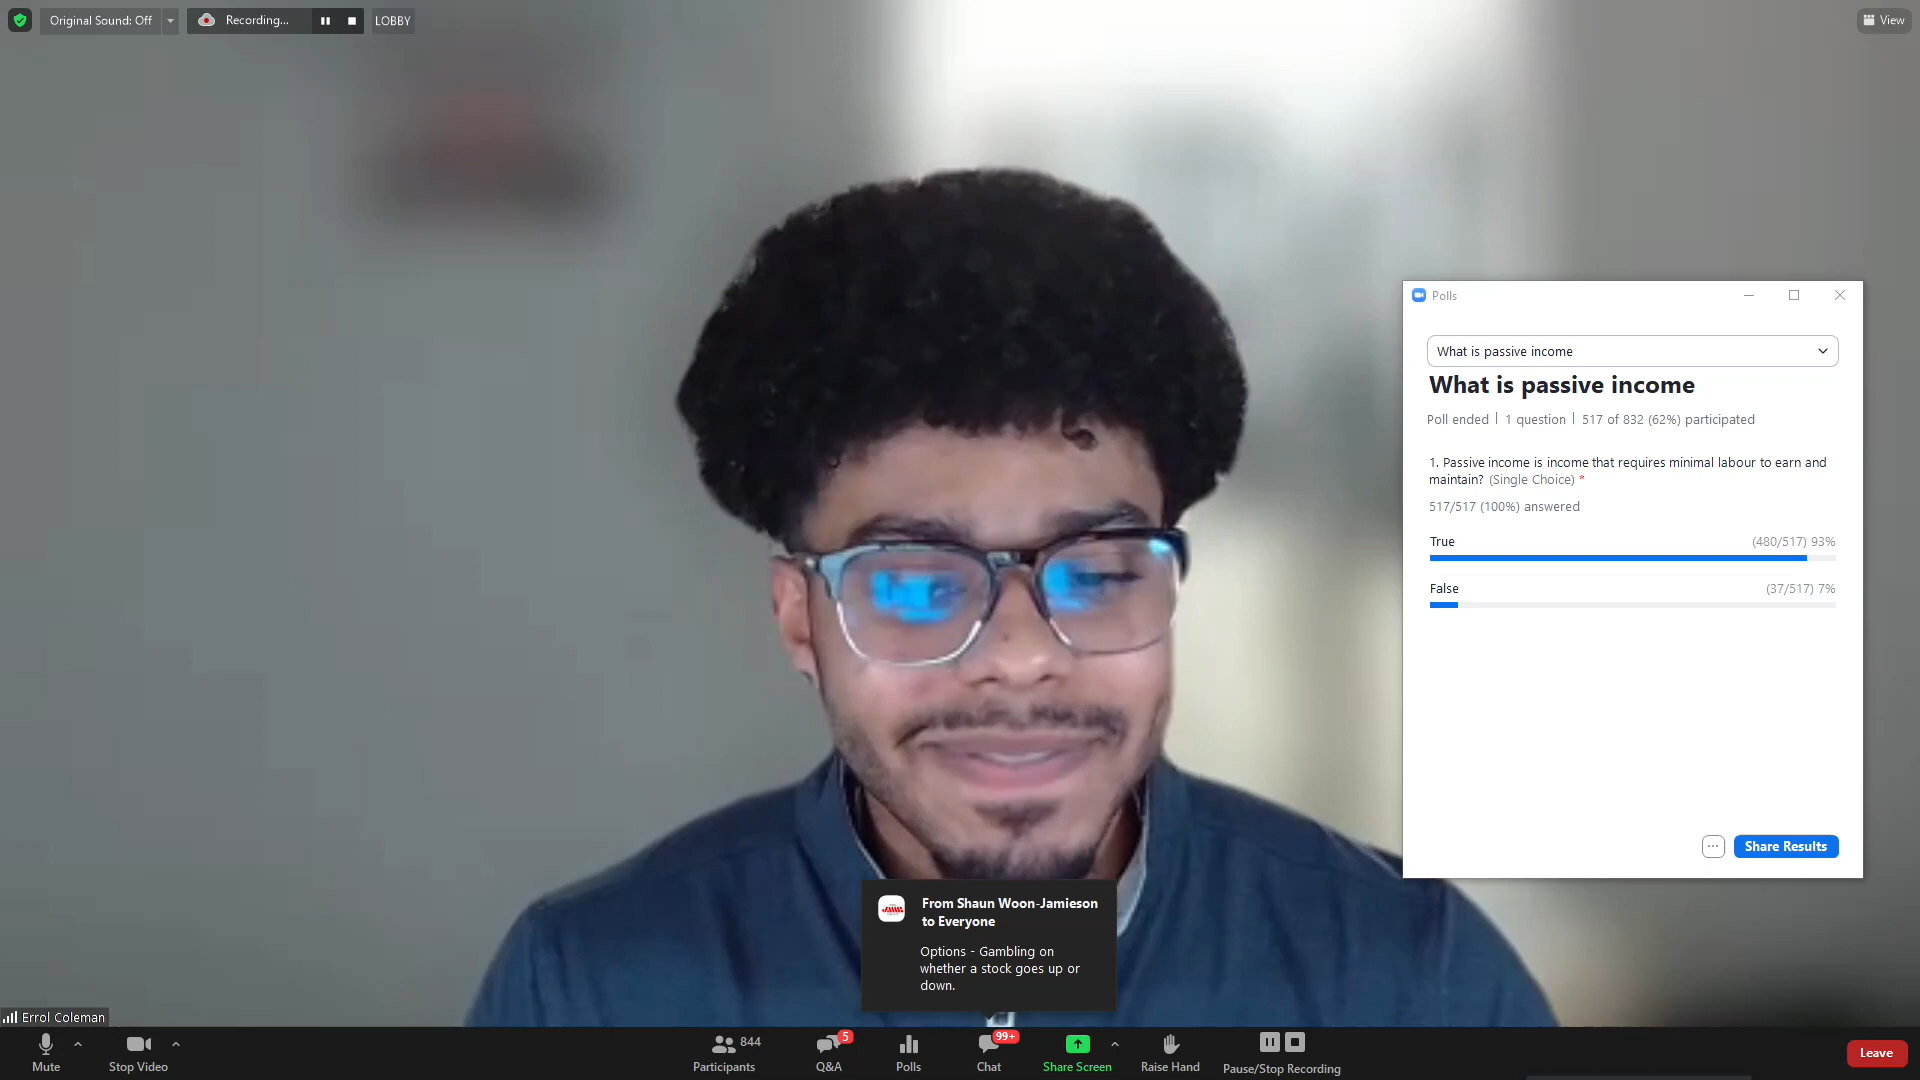 Original Sound: Off
Recording...
LOBBY
View
Polls
What is passive income
What is passive income
Poll ended | 1 question | 517 of 832 (62%) participated
1. Passive income is income that requires minimal labour to earn and
maintain? (Single Choice) *
517/517 (100%) answered
True (480/517) 93%
False (37/517) 7%
... Share Results
From Shaun Woon-Jamieson
to Everyone
Options - Gambling on
whether a stock goes up or
down.
Errol Coleman
844 5 99+
Mute Stop Video Participants Q&A Polls Chat Share Screen Raise Hand Pause/Stop Recording Leave